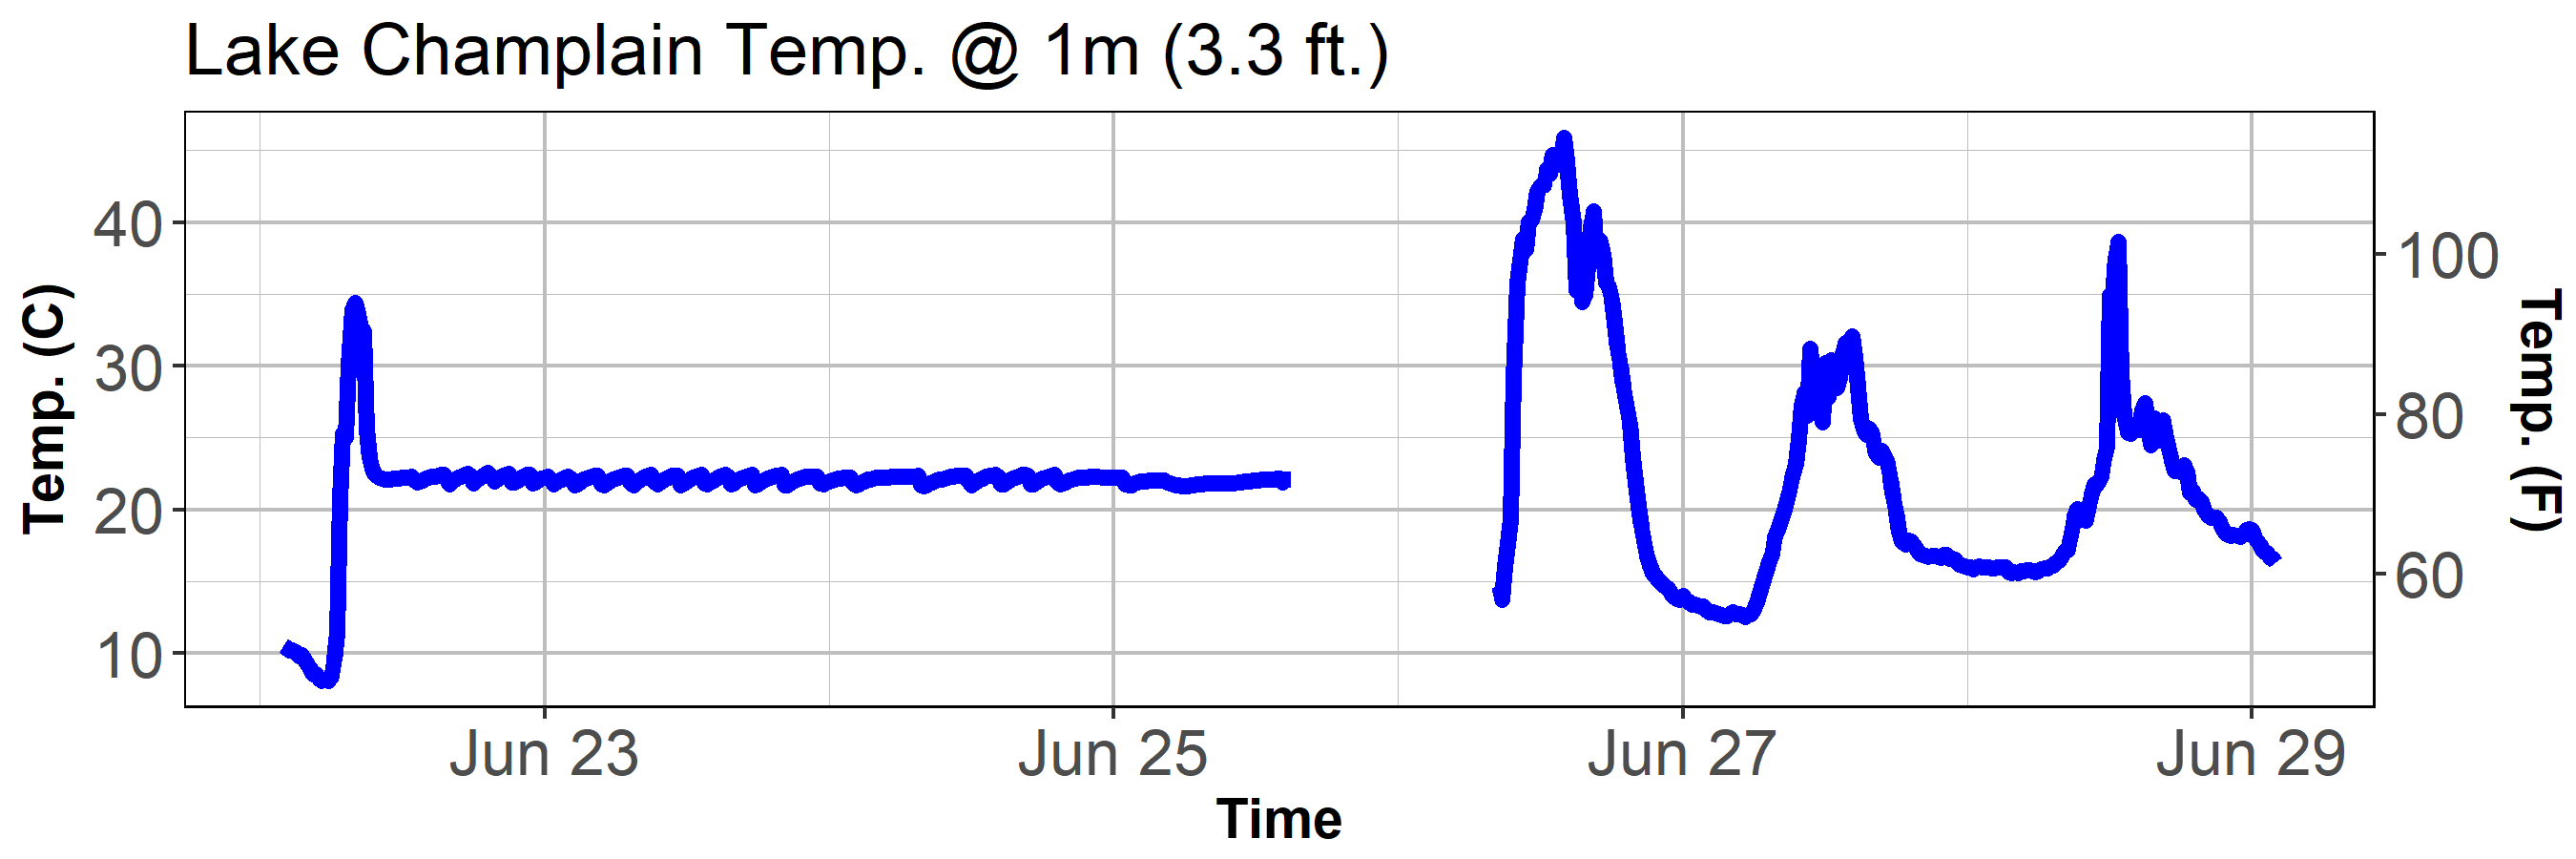 Lake Champlain Temp. @ 1m (3.3 ft.)
Temp. (C)
40
30
20
10
100
80
60
Temp. (F)
Jun 23 Jun 25 Jun 27 Jun 29
Time